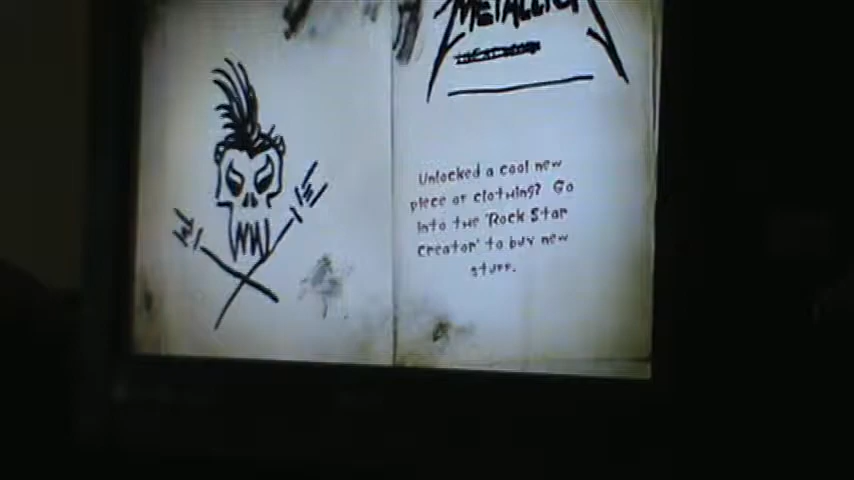 METALLICA
Unlocked a cool new
piece of clothing? Go
into the 'Rock Star
Creator' to buy new
stuff.